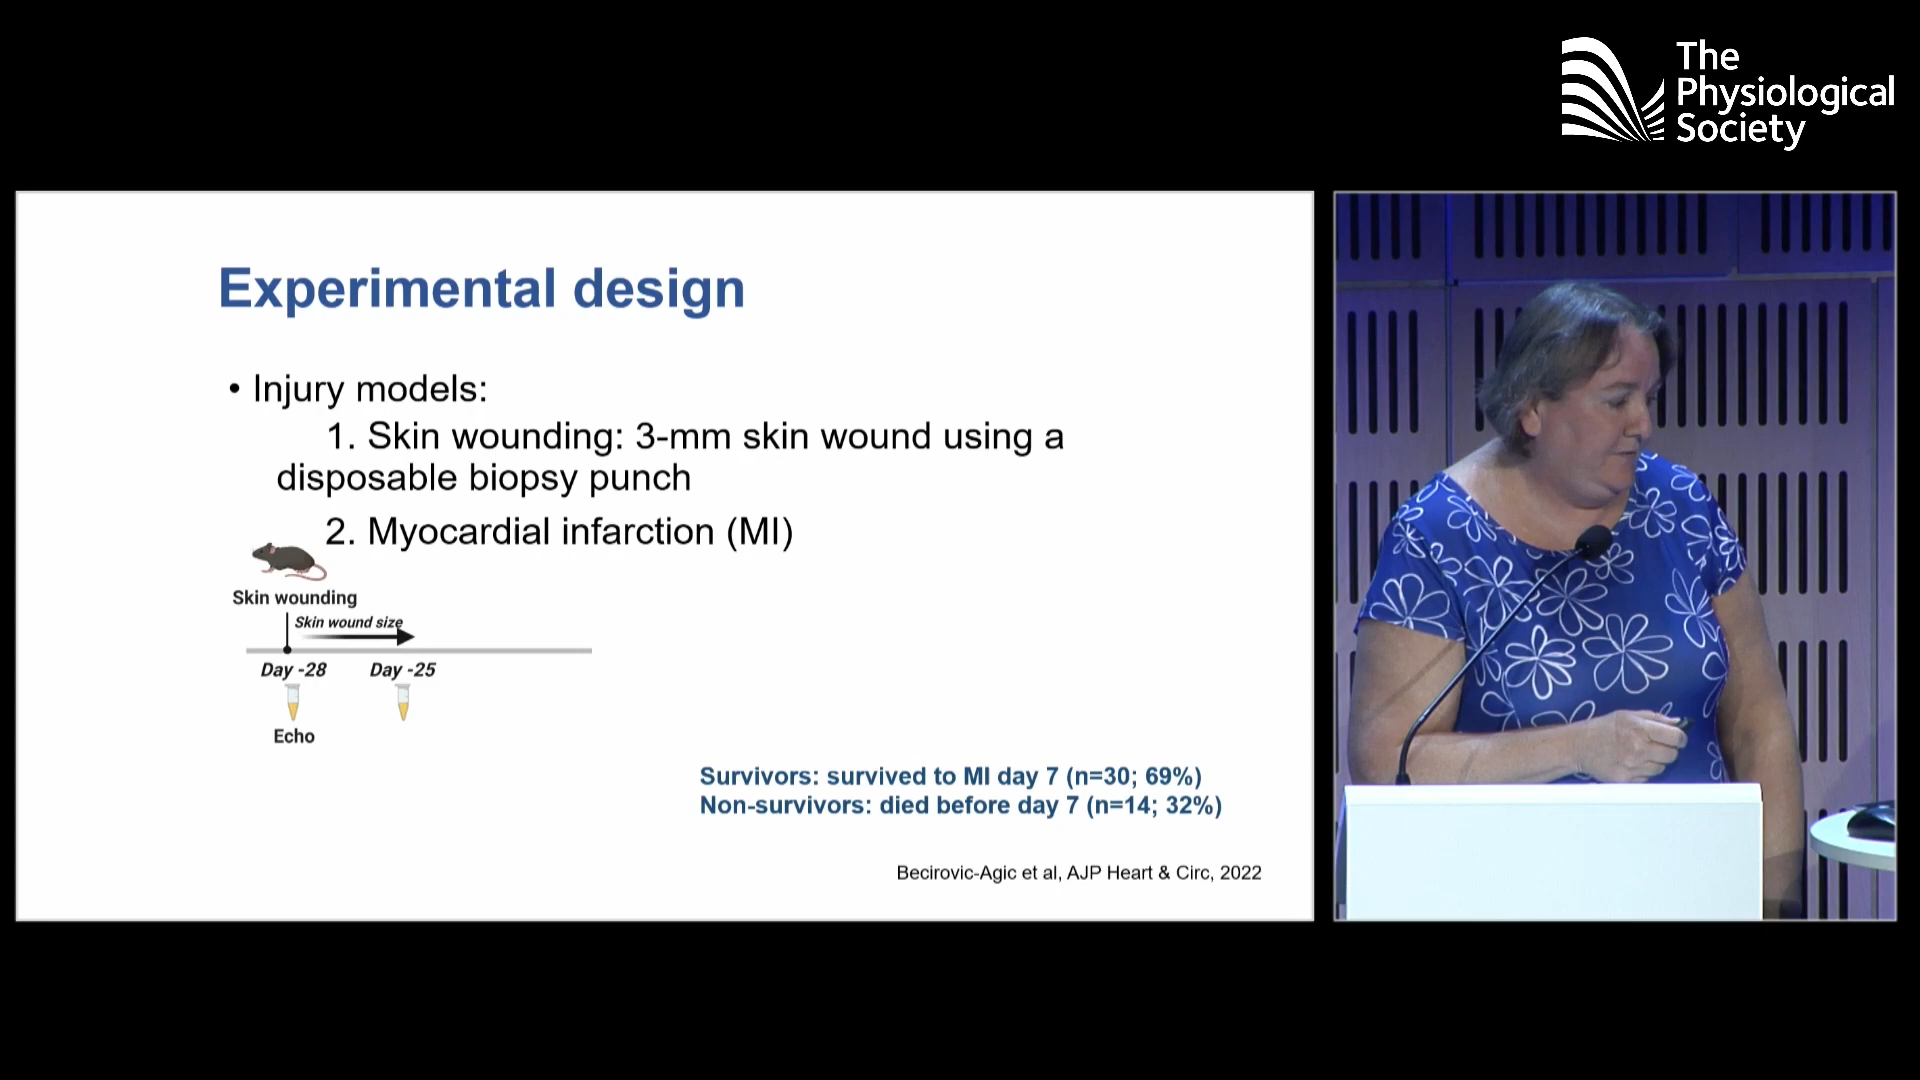 The
Physiological
Society
Experimental design
• Injury models:
1. Skin wounding: 3-mm skin wound using a
disposable biopsy punch
2. Myocardial infarction (MI)
Skin wounding
Skin wound size
Day -28 Day -25
Echo
Survivors: survived to MI day 7 (n=30; 69%)
Non-survivors: died before day 7 (n=14; 32%)
Becirovic-Agic et al, AJP Heart & Circ, 2022